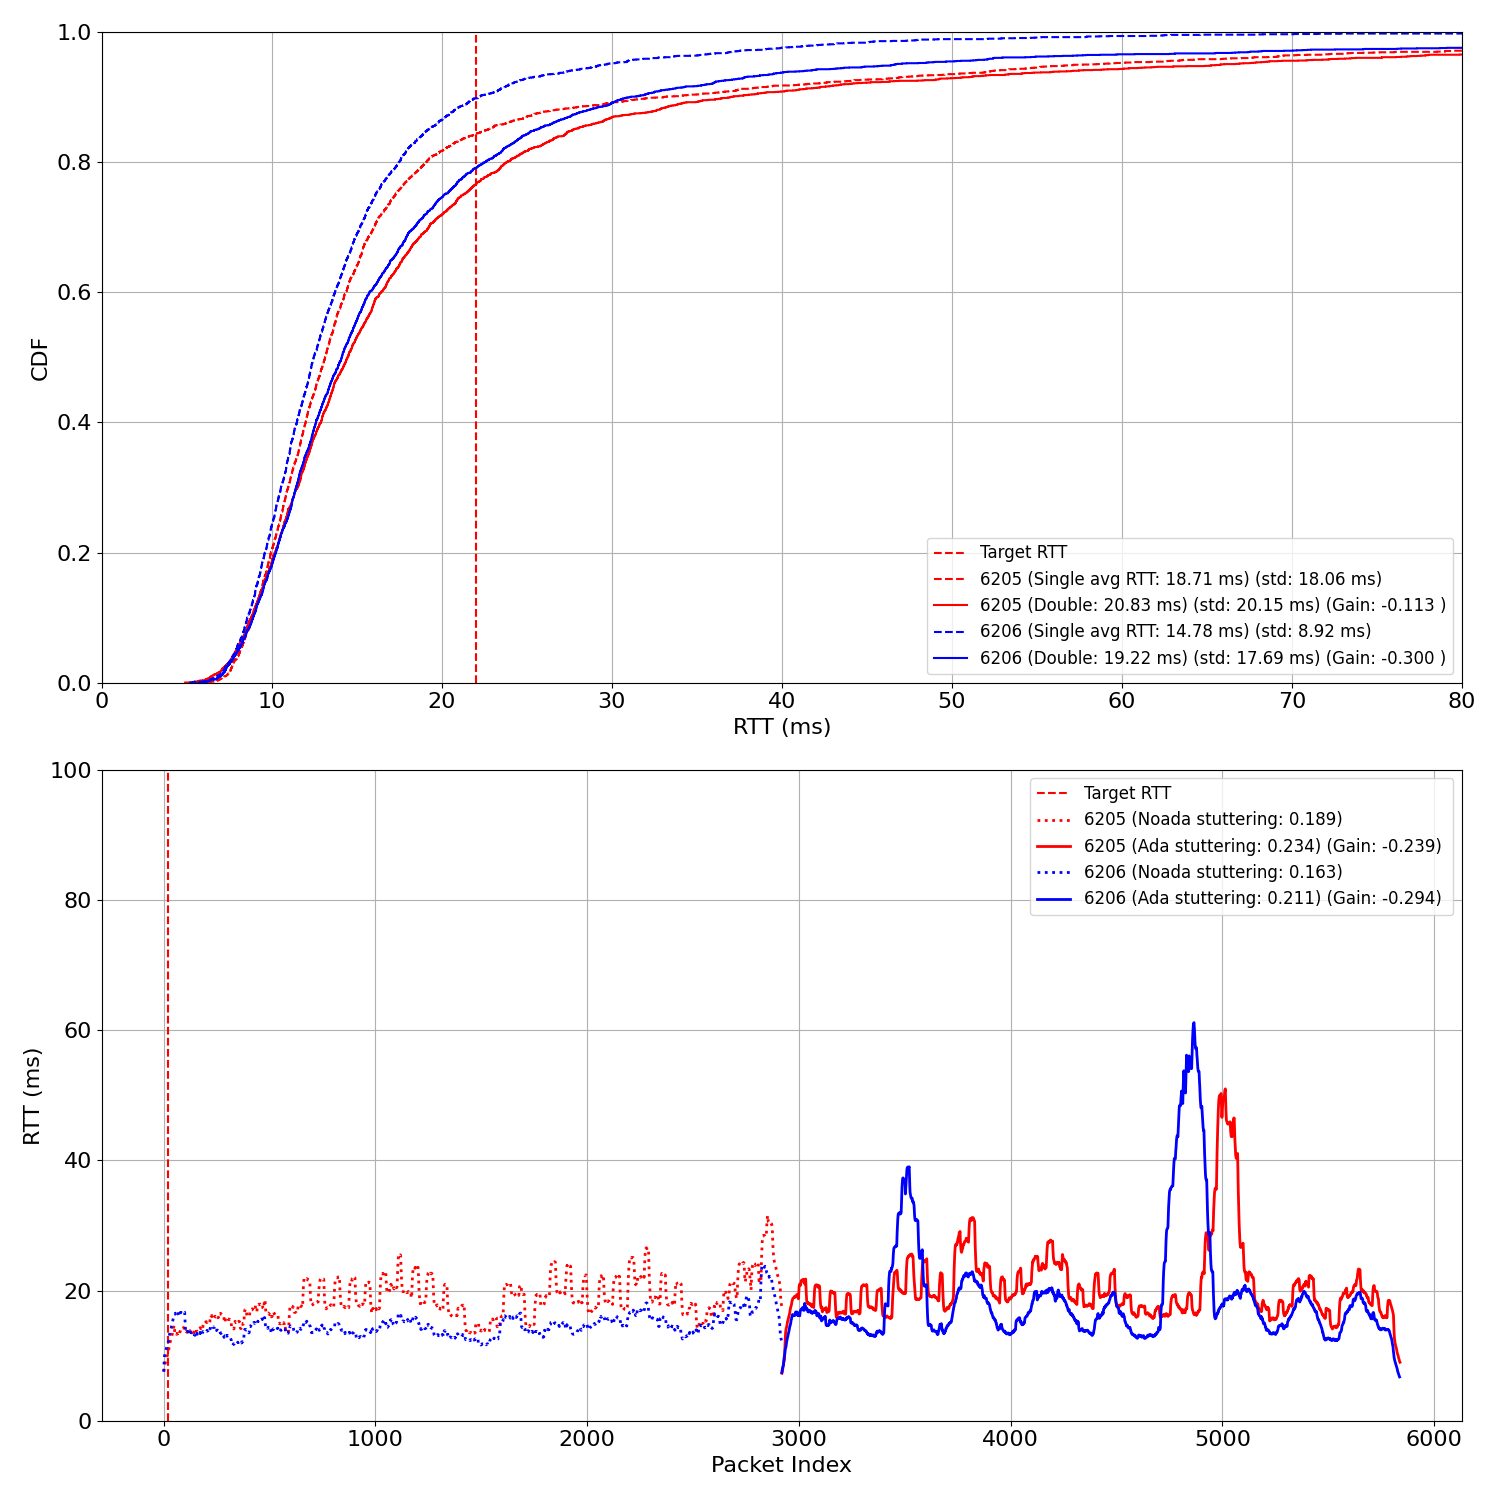 1.0
0.8
0.6
0.4
0.2
0.0
CDF
0 10 20 30 40 50 60 70 80
RTT (ms)
Target RTT
6205 (Single avg RTT: 18.71 ms) (std: 18.06 ms)
6205 (Double: 20.83 ms) (std: 20.15 ms) (Gain: -0.113 )
6206 (Single avg RTT: 14.78 ms) (std: 8.92 ms)
6206 (Double: 19.22 ms) (std: 17.69 ms) (Gain: -0.300 )
100
80
60
40
20
0
RTT (ms)
0 1000 2000 3000 4000 5000 6000
Packet Index
Target RTT
6205 (Noada stuttering: 0.189)
6205 (Ada stuttering: 0.234) (Gain: -0.239)
6206 (Noada stuttering: 0.163)
6206 (Ada stuttering: 0.211) (Gain: -0.294)